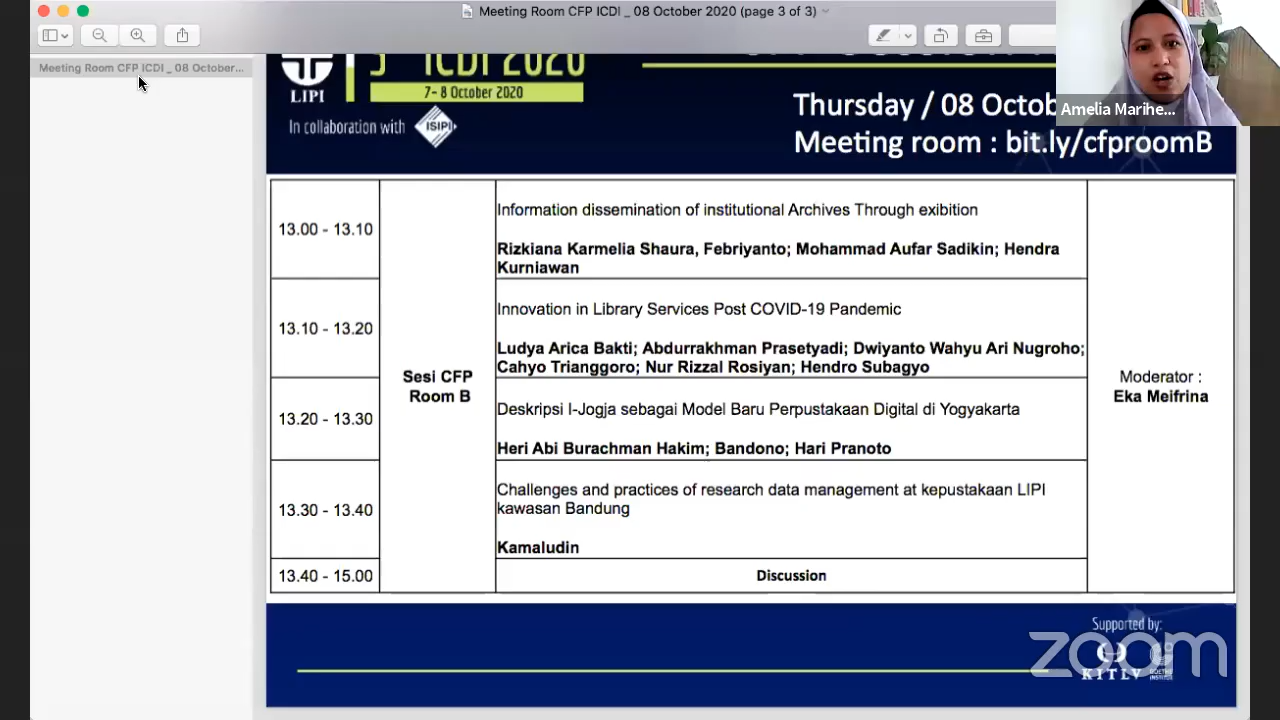 Meeting Room CFP ICDI _ 08 October 2020 (page 3 of 3)
Meeting Room CFP ICDI _ 08 October...
Amelia Marihe...
ICDI 2020
LIPI
7- 8 October 2020
In collaboration with
ISIPI
Thursday / 08 Octob
Meeting room : bit.ly/cfproomB
13.00 - 13.10
Information dissemination of institutional Archives Through exibition
Rizkiana Karmelia Shaura, Febriyanto; Mohammad Aufar Sadikin; Hendra
Kurniawan
13.10 - 13.20
Innovation in Library Services Post COVID-19 Pandemic
Ludya Arica Bakti; Abdurrakhman Prasetyadi; Dwiyanto Wahyu Ari Nugroho;
Cahyo Trianggoro; Nur Rizzal Rosiyan; Hendro Subagyo
Sesi CFP
Room B
Moderator :
Eka Meifrina
13.20 - 13.30
Deskripsi I-Jogja sebagai Model Baru Perpustakaan Digital di Yogyakarta
Heri Abi Burachman Hakim; Bandono; Hari Pranoto
13.30 - 13.40
Challenges and practices of research data management at kepustakaan LIPI
kawasan Bandung
Kamaludin
13.40 - 15.00
Discussion
Supported by:
zoom
KITLV